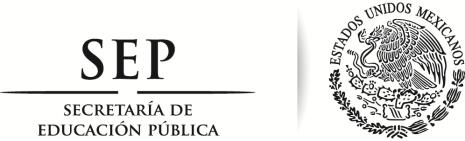 SEP
SECRETARÍA DE
EDUCACIÓN PÚBLICA
ESTADOS UNIDOS MEXICANOS